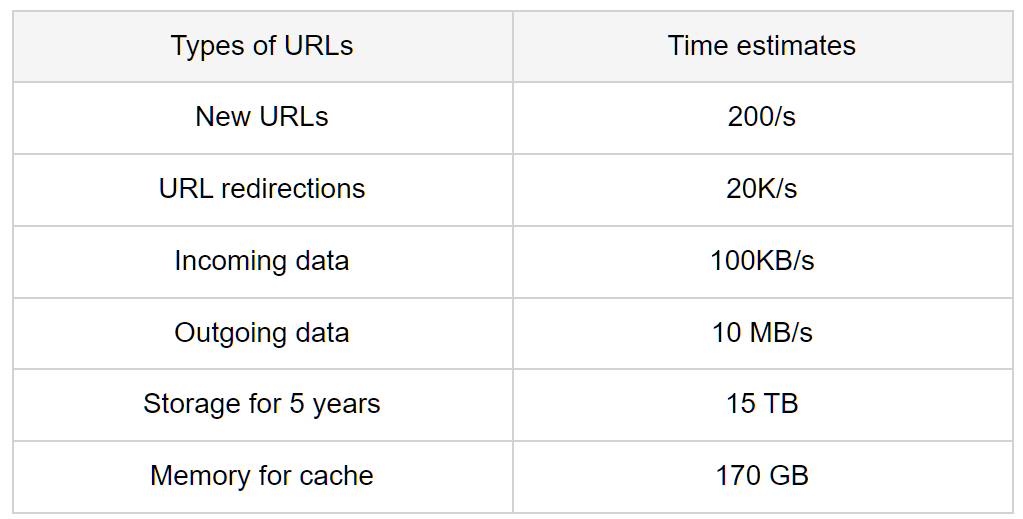 Types of URLs Time estimates
New URLs 200/s
URL redirections 20K/s
Incoming data 100KB/s
Outgoing data 10 MB/s
Storage for 5 years 15 TB
Memory for cache 170 GB